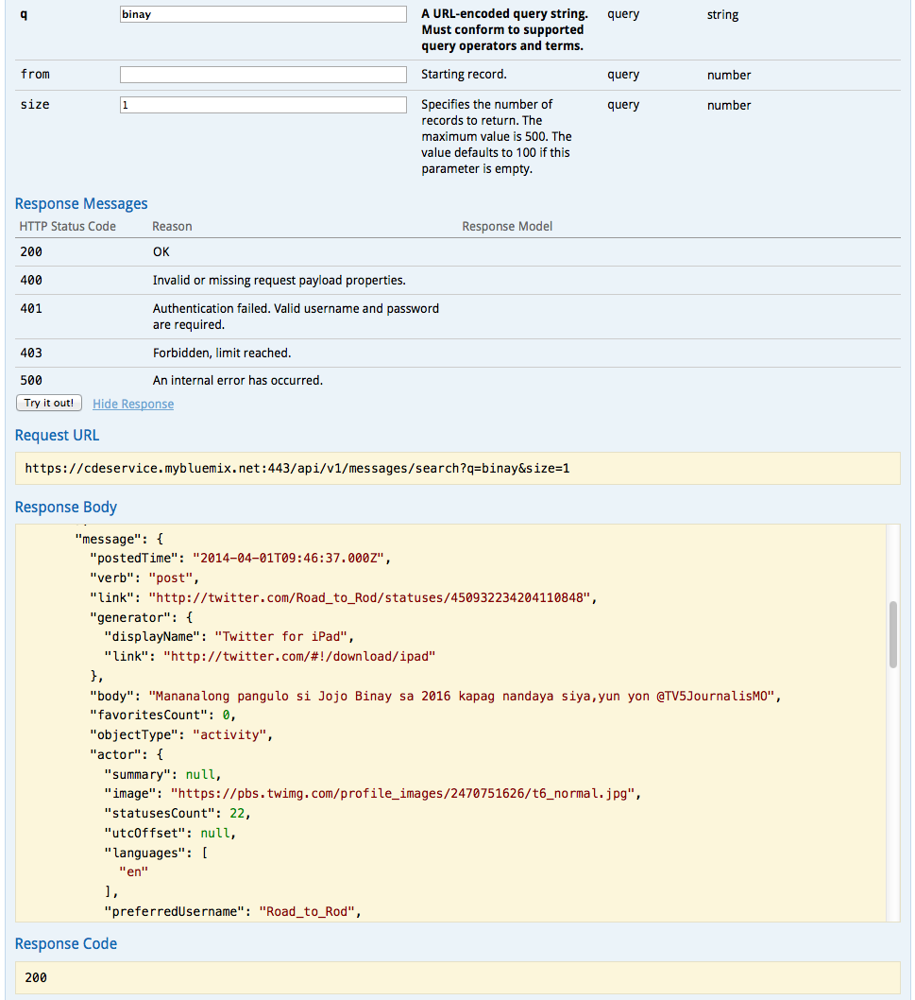 q binay A URL-encoded query string. query string
Must conform to supported
query operators and terms.
from Starting record. query number
size 1 Specifies the number of query number
records to return. The
maximum value is 500. The
value defaults to 100 if this
parameter is empty.
Response Messages
HTTP Status Code Reason Response Model
200 OK
400 Invalid or missing request payload properties.
401 Authentication failed. Valid username and password
are required.
403 Forbidden, limit reached.
500 An internal error has occurred.
Try it out! Hide Response
Request URL
https://cdeservice.mybluemix.net:443/api/v1/messages/search?q=binay&size=1
Response Body
"message": {
"postedTime": "2014-04-01T09:46:37.000Z",
"verb": "post",
"link": "http://twitter.com/Road_to_Rod/statuses/450932234204110848",
"generator": {
"displayName": "Twitter for iPad",
"link": "http://twitter.com/#!/download/ipad"
},
"body": "Mananalong pangulo si Jojo Binay sa 2016 kapag nandaya siya,yun yon @TV5JournalisMO",
"favoritesCount": 0,
"objectType": "activity",
"actor": {
"summary": null,
"image": "https://pbs.twimg.com/profile_images/2470751626/t6_normal.jpg",
"statusesCount": 22,
"utcOffset": null,
"languages": [
"en"
],
"preferredUsername": "Road_to_Rod",
Response Code
200